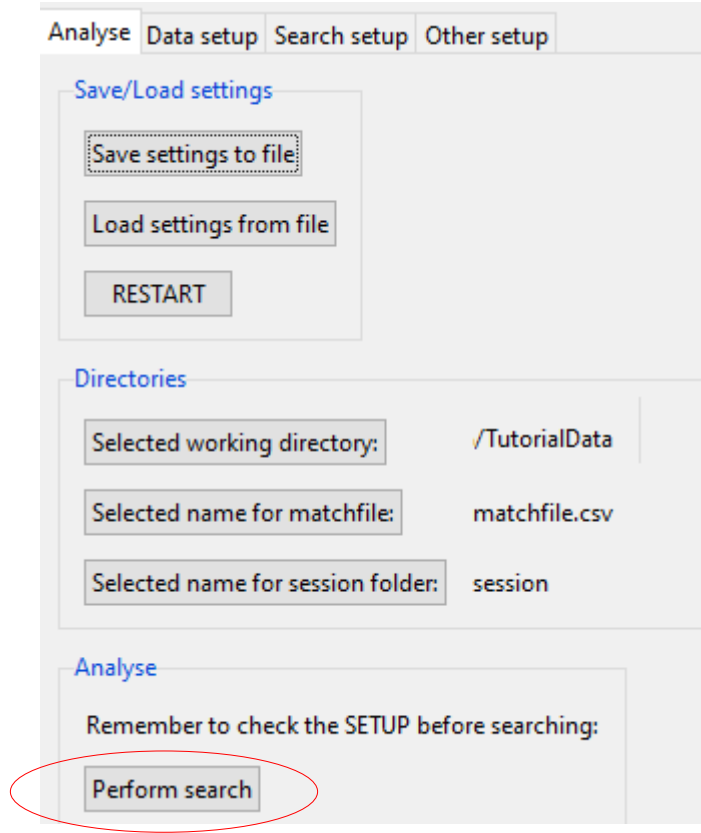 Analyse Data setup Search setup Other setup
Save/Load settings
Save settings to file
Load settings from file
RESTART
Directories
Selected working directory: /TutorialData
Selected name for matchfile: matchfile.csv
Selected name for session folder: session
Analyse
Remember to check the SETUP before searching:
Perform search